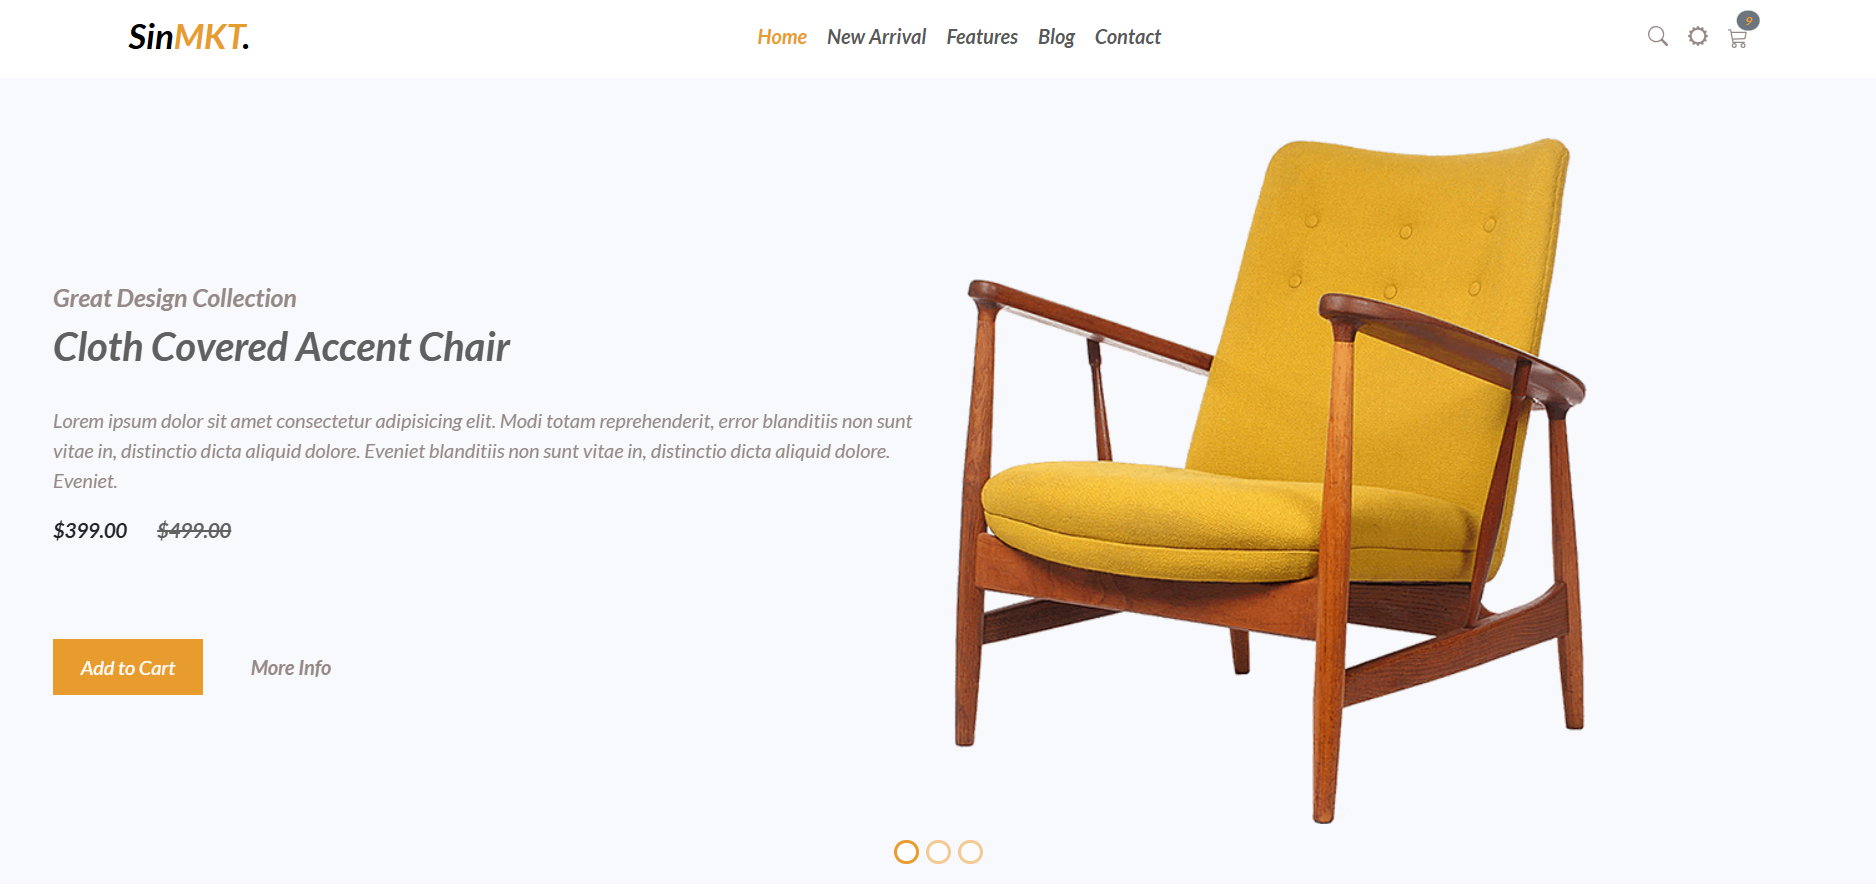 SinMKT.
Home New Arrival Features Blog Contact
9
Great Design Collection
Cloth Covered Accent Chair
Lorem ipsum dolor sit amet consectetur adipisicing elit. Modi totam reprehenderit, error blanditiis non sunt
vitae in, distinctio dicta aliquid dolore. Eveniet blanditiis non sunt vitae in, distinctio dicta aliquid dolore.
Eveniet.
$399.00 $499.00
Add to Cart More Info